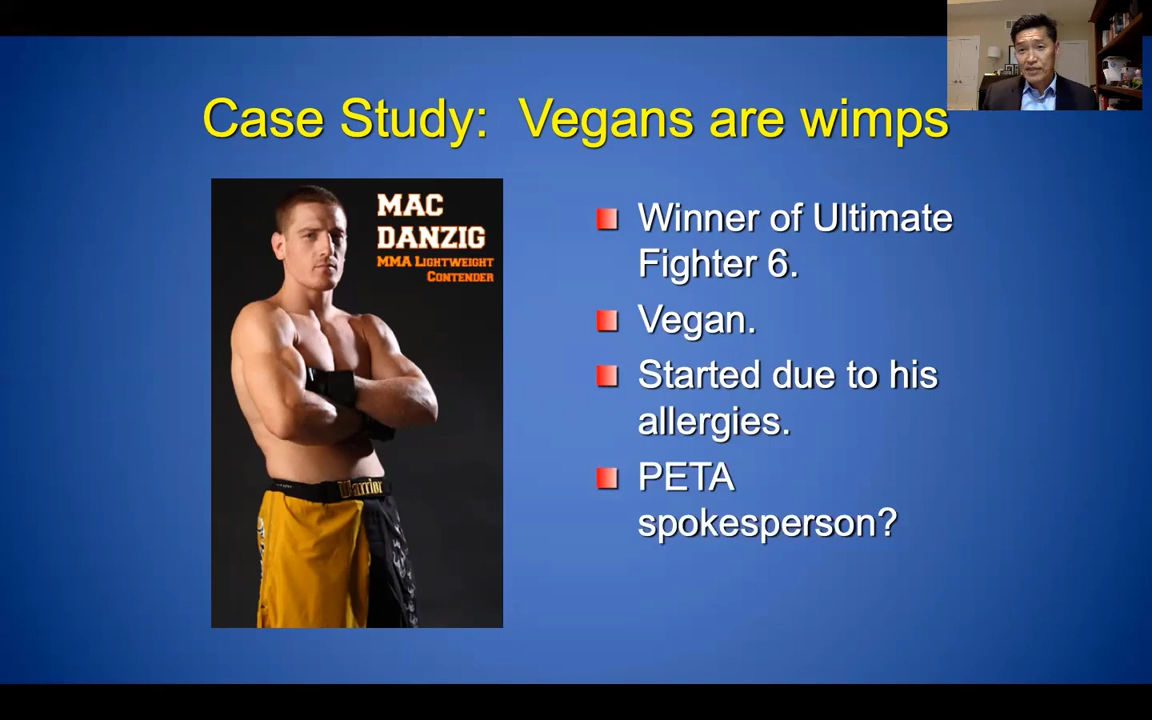 Case Study: Vegans are wimps
MAC
DANZIG
MMA LIGHTWEIGHT
CONTENDER
Warrior
Winner of Ultimate
Fighter 6.
Vegan.
Started due to his
allergies.
PETA
spokesperson?